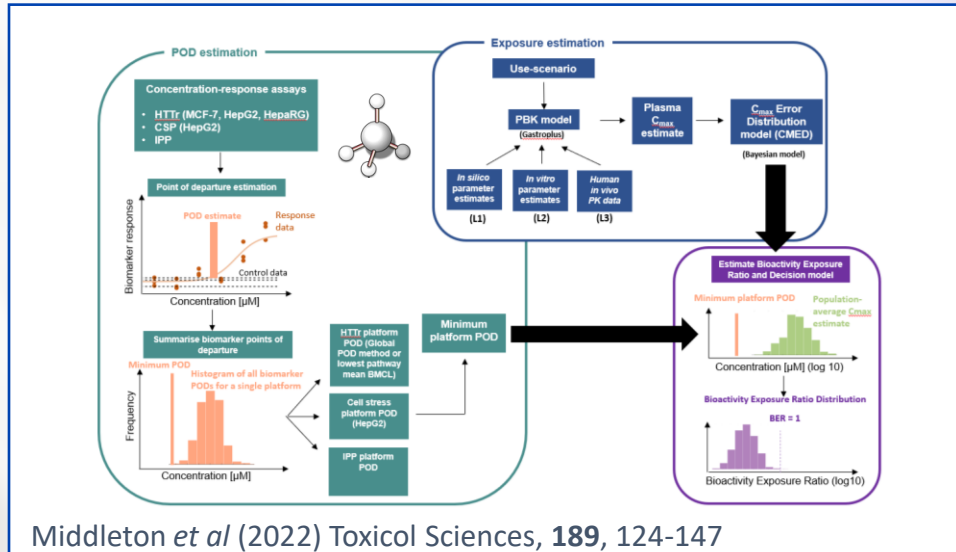 POD estimation
Concentration-response assays
• HTTr (MCF-7, HepG2, HepaRG)
• CSP (HepG2)
• IPP
Point of departure estimation
POD estimate
Response
data
Control data
Biomarker response
Concentration [µM]
Summarise biomarker points of
departure
Minimum POD
Histogram of all biomarker
PODs for a single platform
Frequency
Concentration [µM]
HTTr platform
POD (Global
POD method or
lowest pathway
mean BMCL)
Cell stress
platform POD
(HepG2)
IPP platform
POD
Minimum
platform POD
Exposure estimation
Use-scenario
PBK model
(Gastroplus)
Plasma
Cmax
estimate
Cmax Error
Distribution
model (CMED)
(Bayesian model)
In silico
parameter
estimates
(L1)
In vitro
parameter
estimates
(L2)
Human
in vivo
PK data
(L3)
Estimate Bioactivity Exposure
Ratio and Decision model
Minimum platform POD
Population-
average Cmax
estimate
Concentration [µM] (log 10)
Bioactivity Exposure Ratio Distribution
BER = 1
Bioactivity Exposure Ratio (log10)
Middleton et al (2022) Toxicol Sciences, 189, 124-147